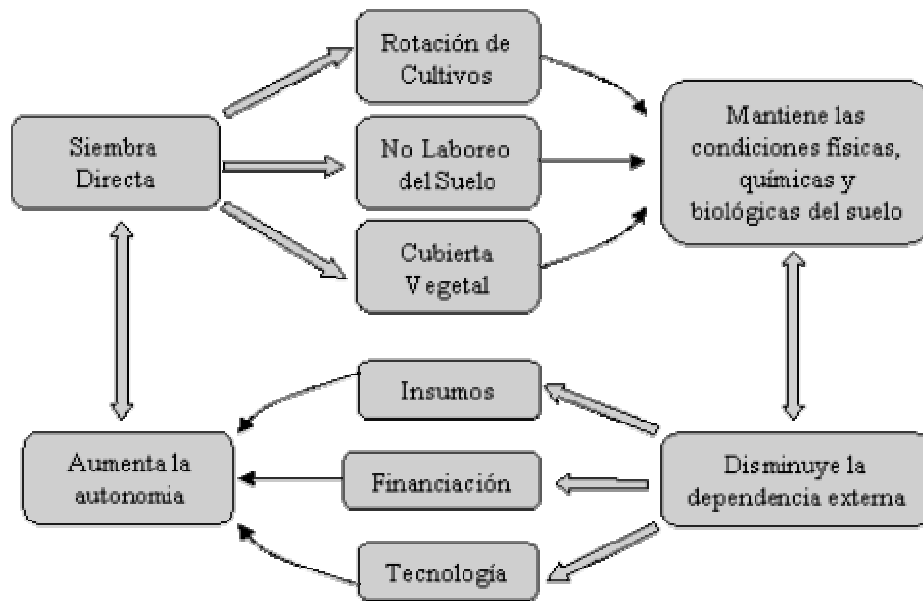 Rotación de
Cultivos
Siembra
Directa
No Laboreo
del Suelo
Mantiene las
condiciones físicas,
químicas y
biológicas del suelo
Cubierta
Vegetal
Insumos
Aumenta la
autonomia
Financiación
Disminuye la
dependencia externa
Tecnología